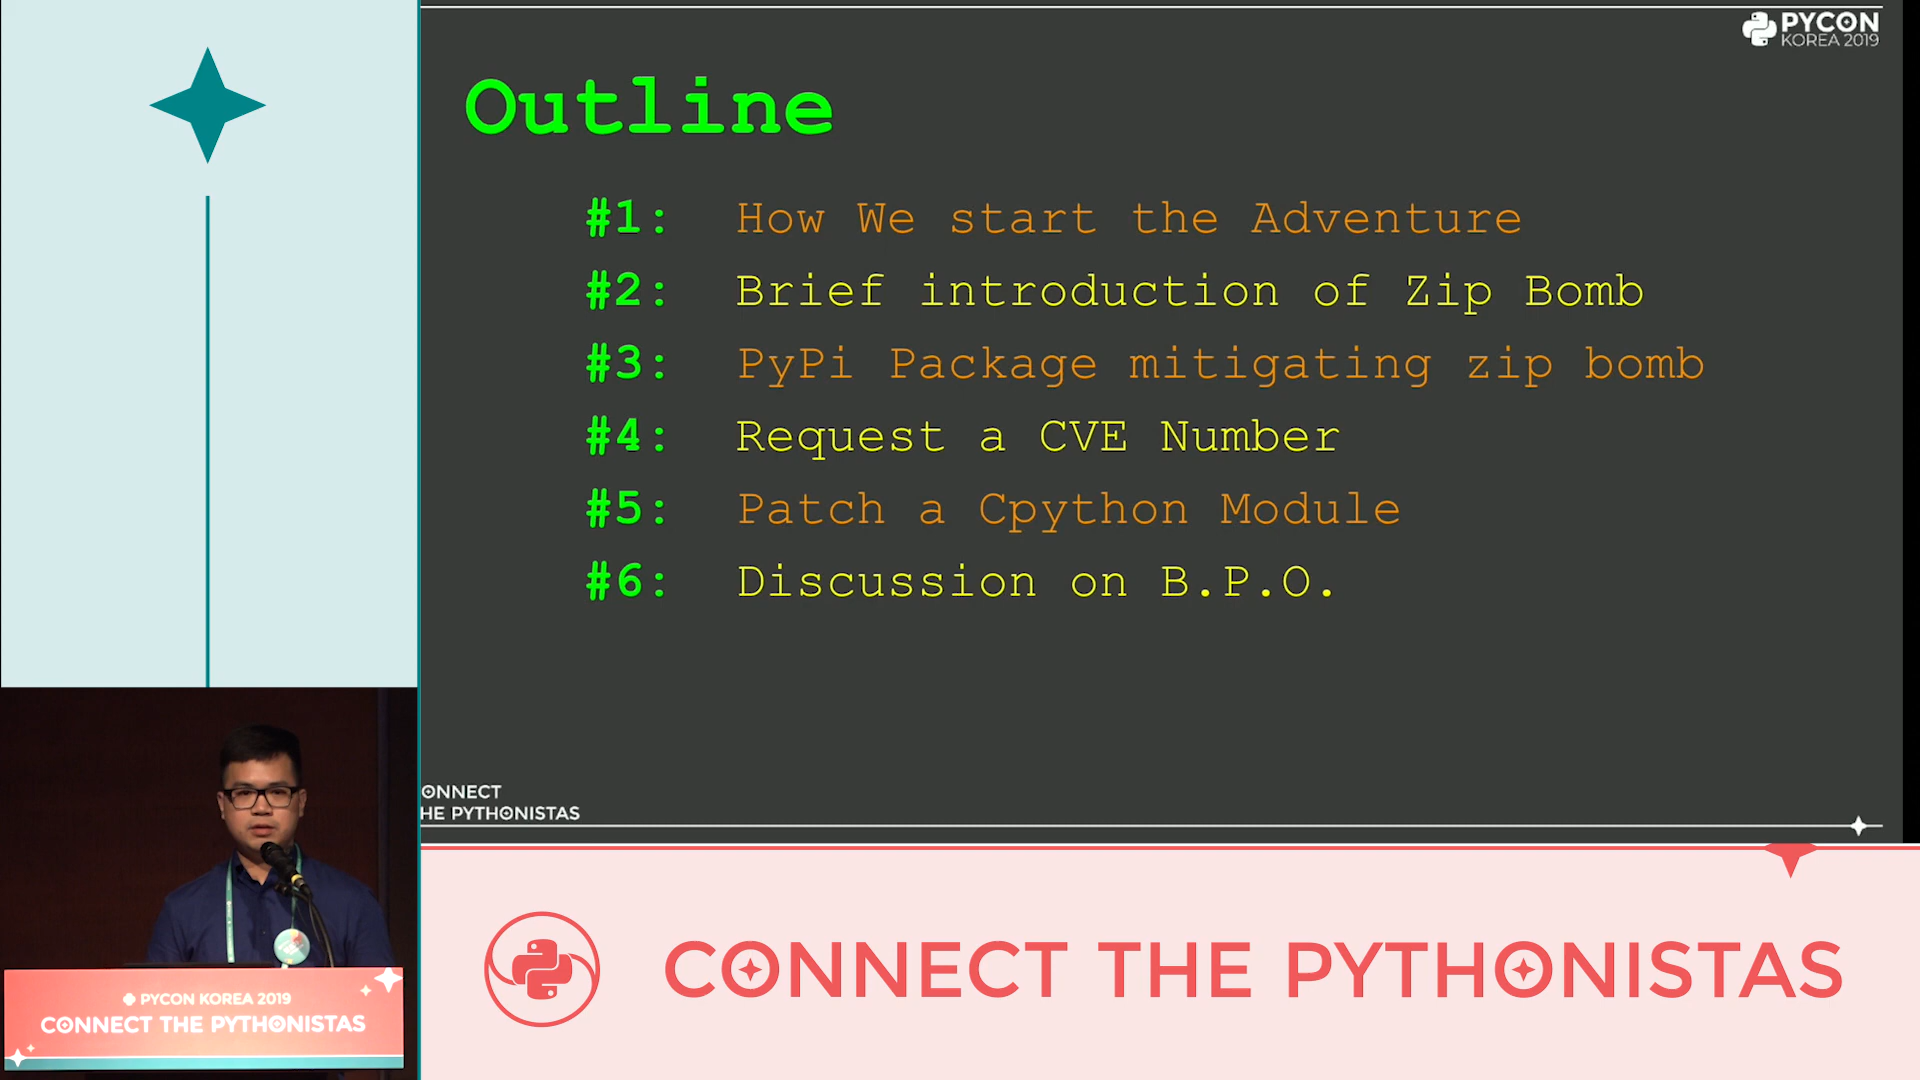 PYCON
KOREA 2019
Outline
#1: How We start the Adventure
#2: Brief introduction of Zip Bomb
#3: PyPi Package mitigating zip bomb
#4: Request a CVE Number
#5: Patch a Cpython Module
#6: Discussion on B.P.O.
ONNECT
HE PYTHONISTAS
PYCON KOREA 2019
CONNECT THE PYTHONISTAS
CONNECT THE PYTHONISTAS